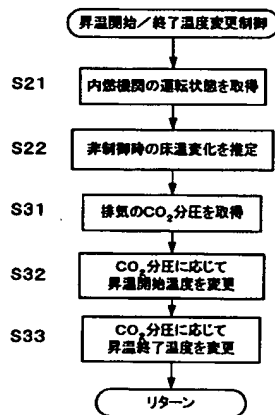 昇温開始／終了温度変更制御
S21
内燃機関の運転状態を取得
S22
非制御時の床温変化を推定
S31
排気のCO2分圧を取得
S32
CO2分圧に応じて
昇温開始温度を変更
S33
CO2分圧に応じて
昇温終了温度を変更
リターン